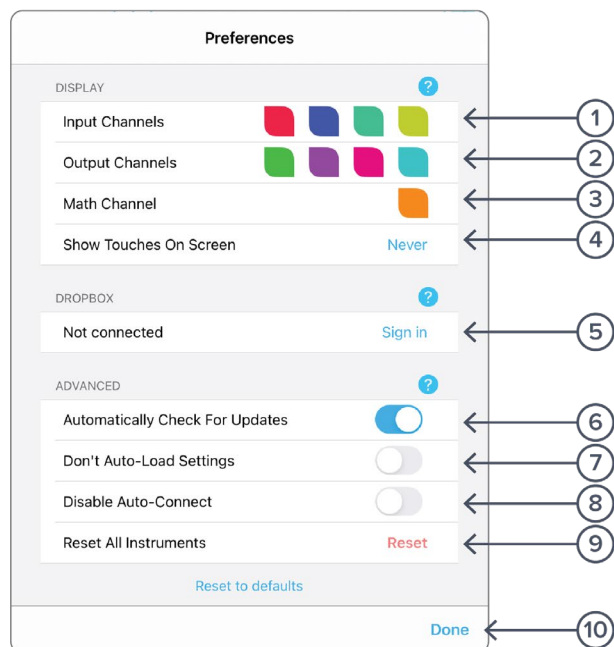 Preferences
DISPLAY ?
Input Channels 1
Output Channels 2
Math Channel 3
Show Touches On Screen Never 4
DROPBOX ?
Not connected Sign in 5
ADVANCED ?
Automatically Check For Updates 6
Don't Auto-Load Settings 7
Disable Auto-Connect 8
Reset All Instruments Reset 9
Reset to defaults
Done 10